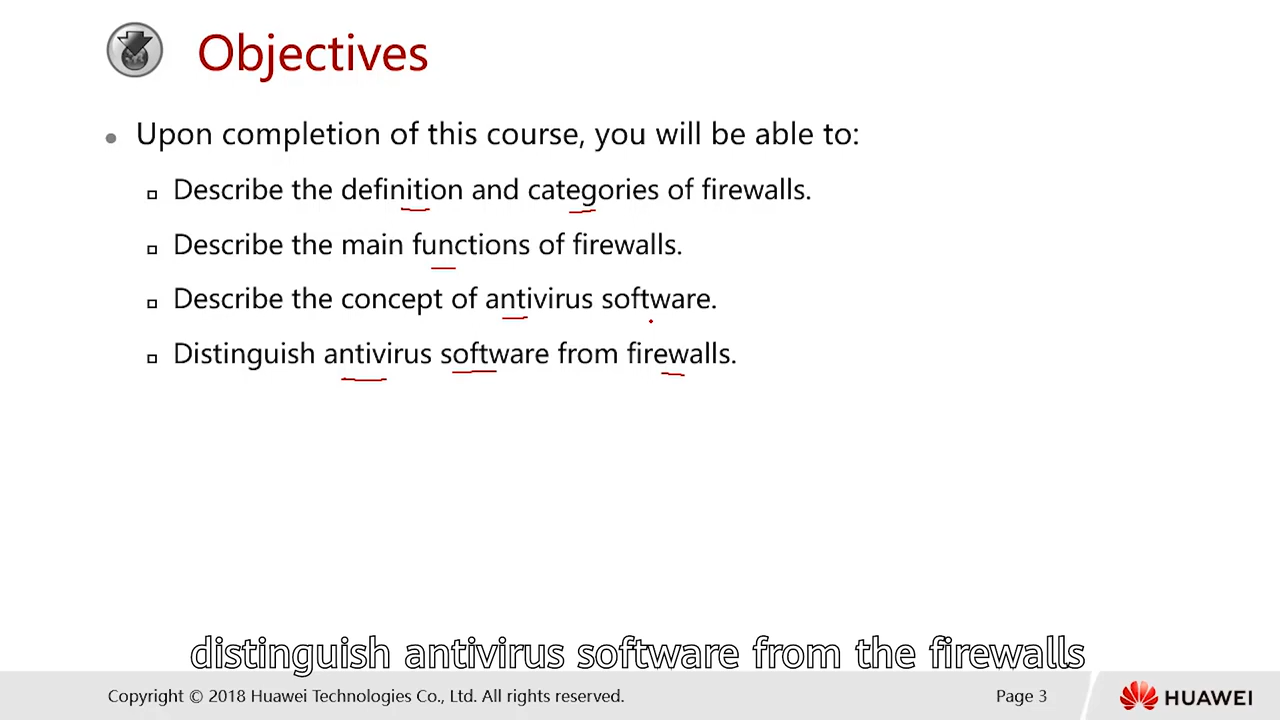 Objectives
● Upon completion of this course, you will be able to:
▫ Describe the definition and categories of firewalls.
▫ Describe the main functions of firewalls.
▫ Describe the concept of antivirus software.
▫ Distinguish antivirus software from firewalls.
distinguish antivirus software from the firewalls
Copyright © 2018 Huawei Technologies Co., Ltd. All rights reserved.
Page 3
HUAWEI